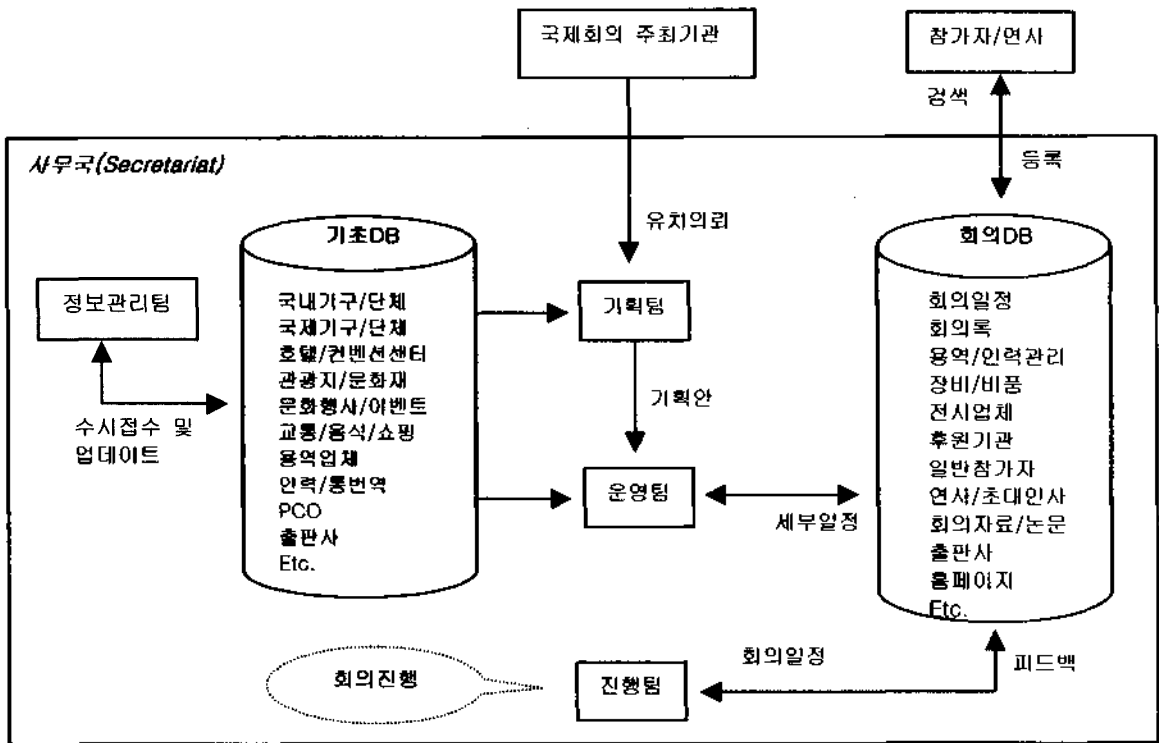 국제회의 주최기관
참가자/연사
검색
사무국(Secretariat)
등록
유치의뢰
기초DB
회의DB
정보관리팀
국내기구/단체
국제기구/단체
호텔/컨벤션센터
관광지/문화재
문화행사/이벤트
교통/음식/쇼핑
용역업체
인력/통번역
PCO
출판사
Etc.
수시접수 및
업데이트
기획팀
기획안
운영팀
세부일정
회의일정
회의록
용역/인력관리
장비/비품
전시업체
후원기관
일반참가자
연사/초대인사
회의자료/논문
출판사
홈페이지
Etc.
회의진행
진행팀
회의일정
피드백